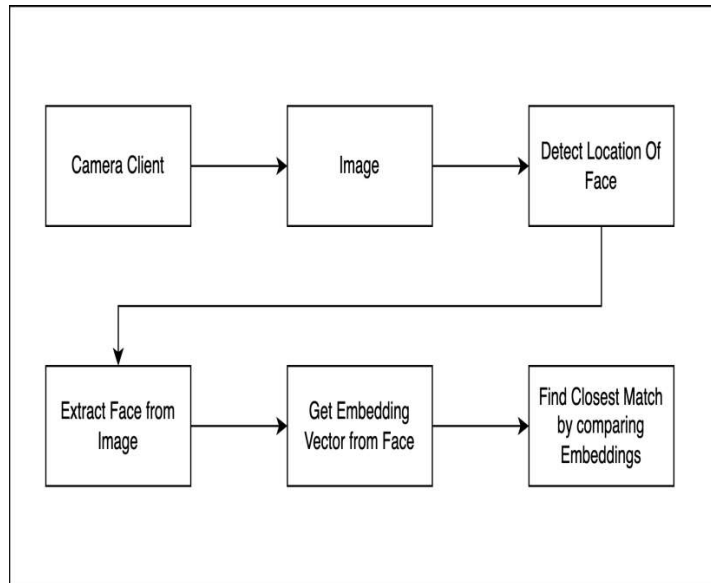 Camera Client
Image
Detect Location Of
Face
Extract Face from
Image
Get Embedding
Vector from Face
Find Closest Match
by comparing
Embeddings